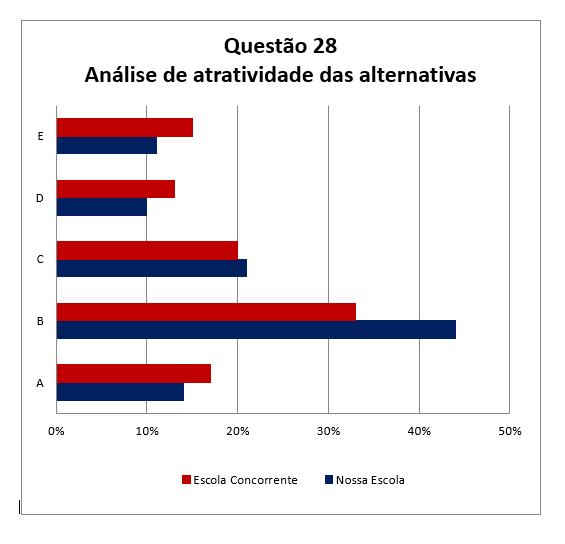 Questão 28
Análise de atratividade das alternativas
E
D
C
B
A
0% 10% 20% 30% 40% 50%
Escola Concorrente Nossa Escola